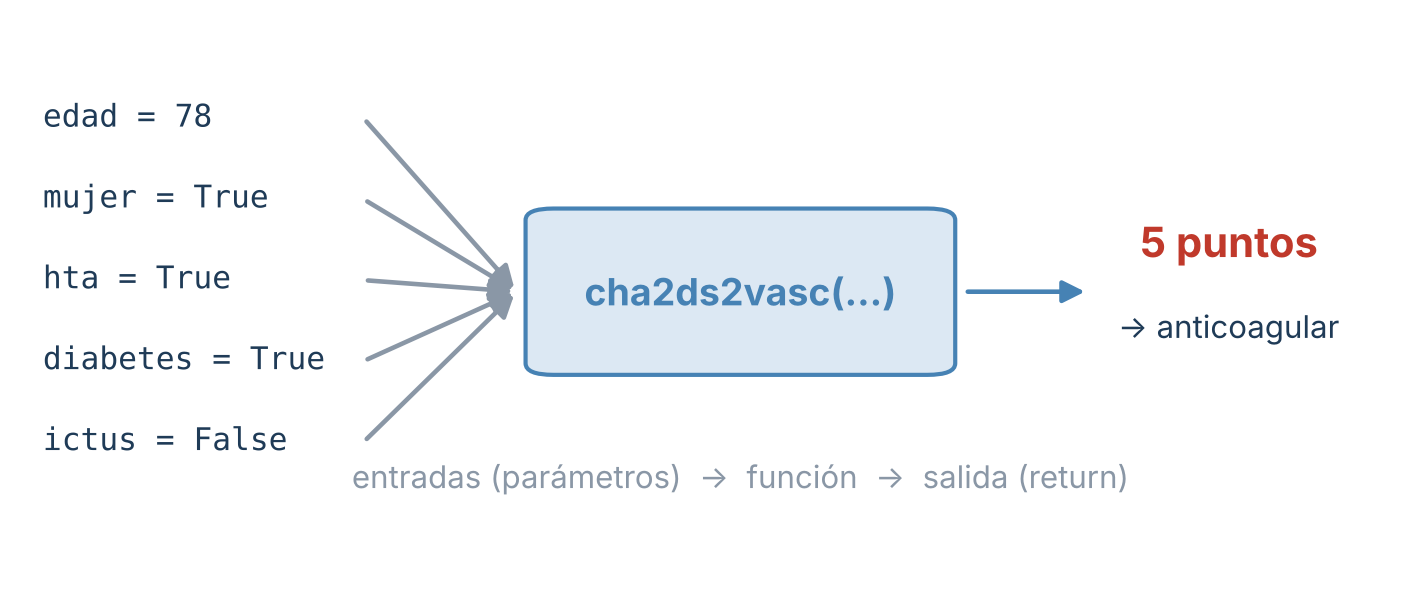 edad = 78
mujer = True
hta = True
diabetes = True
ictus = False
cha2ds2vasc(...)
5 puntos
→ anticoagular
entradas (parámetros) → función → salida (return)